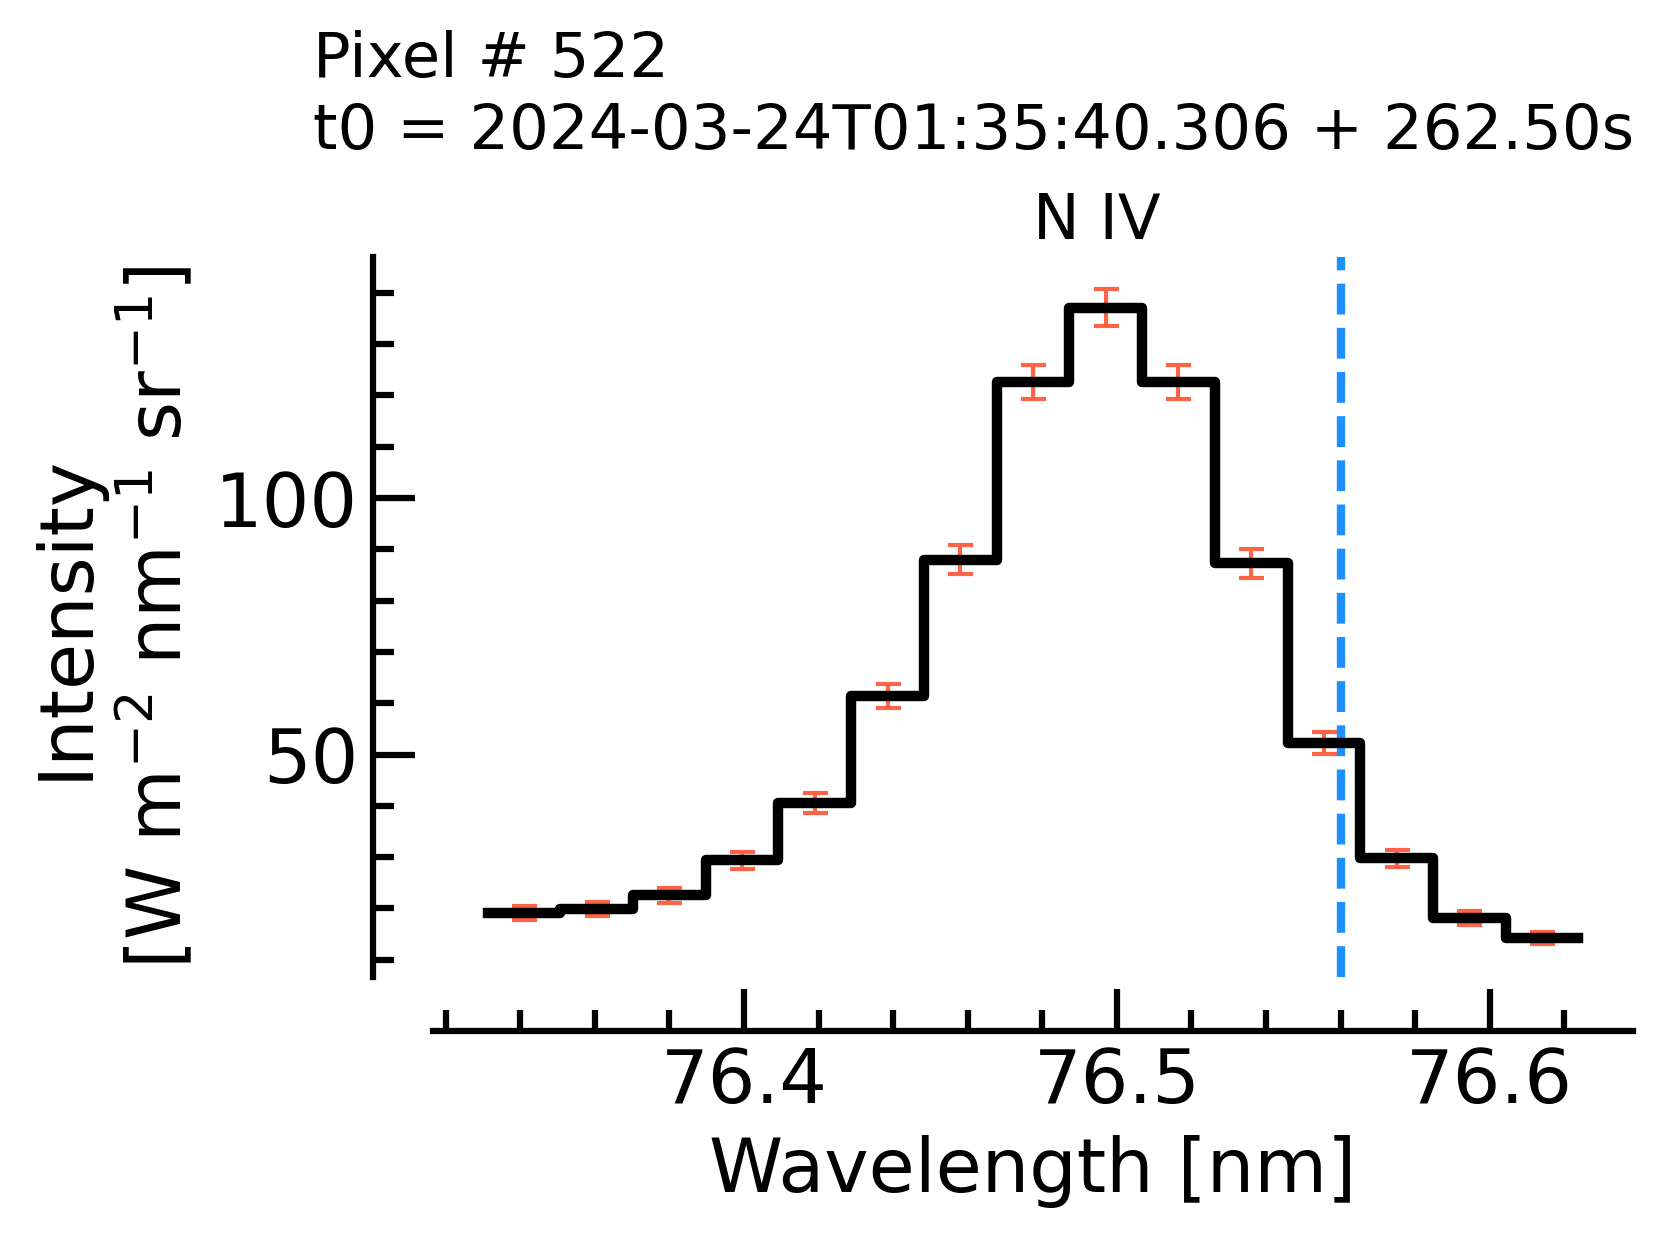 Pixel # 522
t0 = 2024-03-24T01:35:40.306 + 262.50s
N IV
Intensity
[W m⁻² nm⁻¹ sr⁻¹]
100
50
76.4 76.5 76.6
Wavelength [nm]